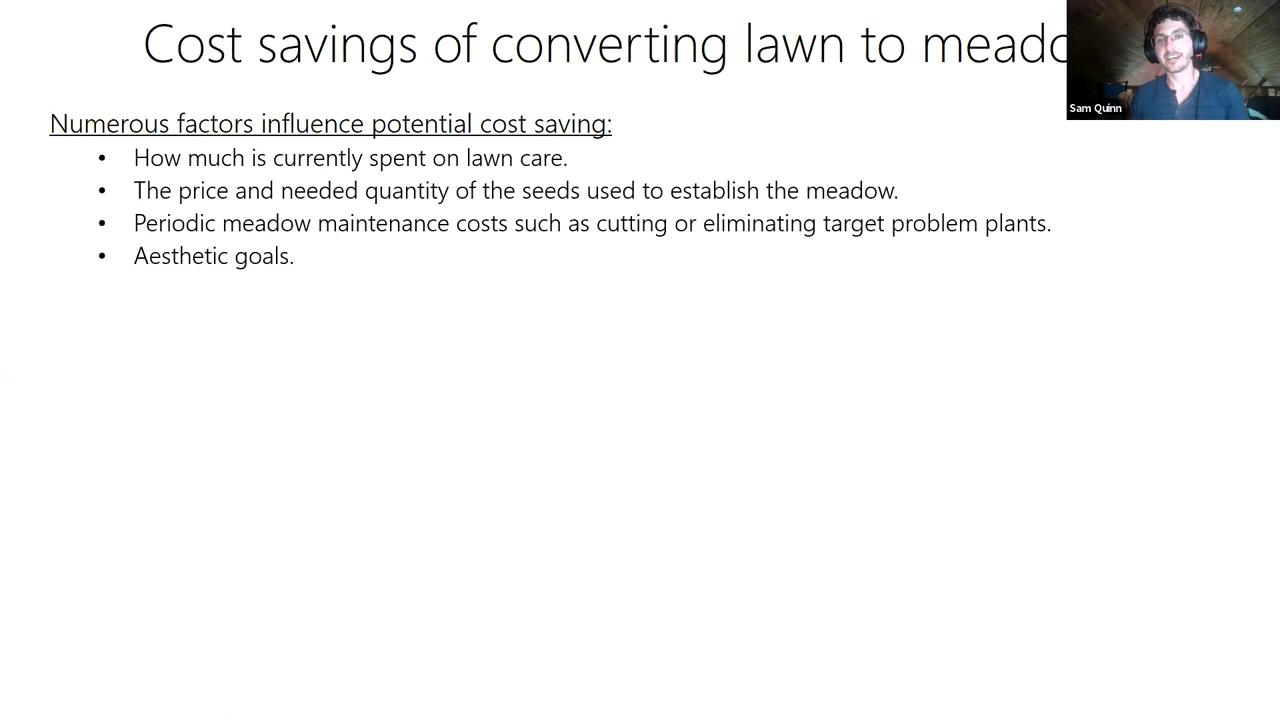 Cost savings of converting lawn to
Sam Quinn
Numerous factors influence potential cost saving:
• How much is currently spent on lawn care.
• The price and needed quantity of the seeds used to establish the meadow.
• Periodic meadow maintenance costs such as cutting or eliminating target problem plants.
• Aesthetic goals.